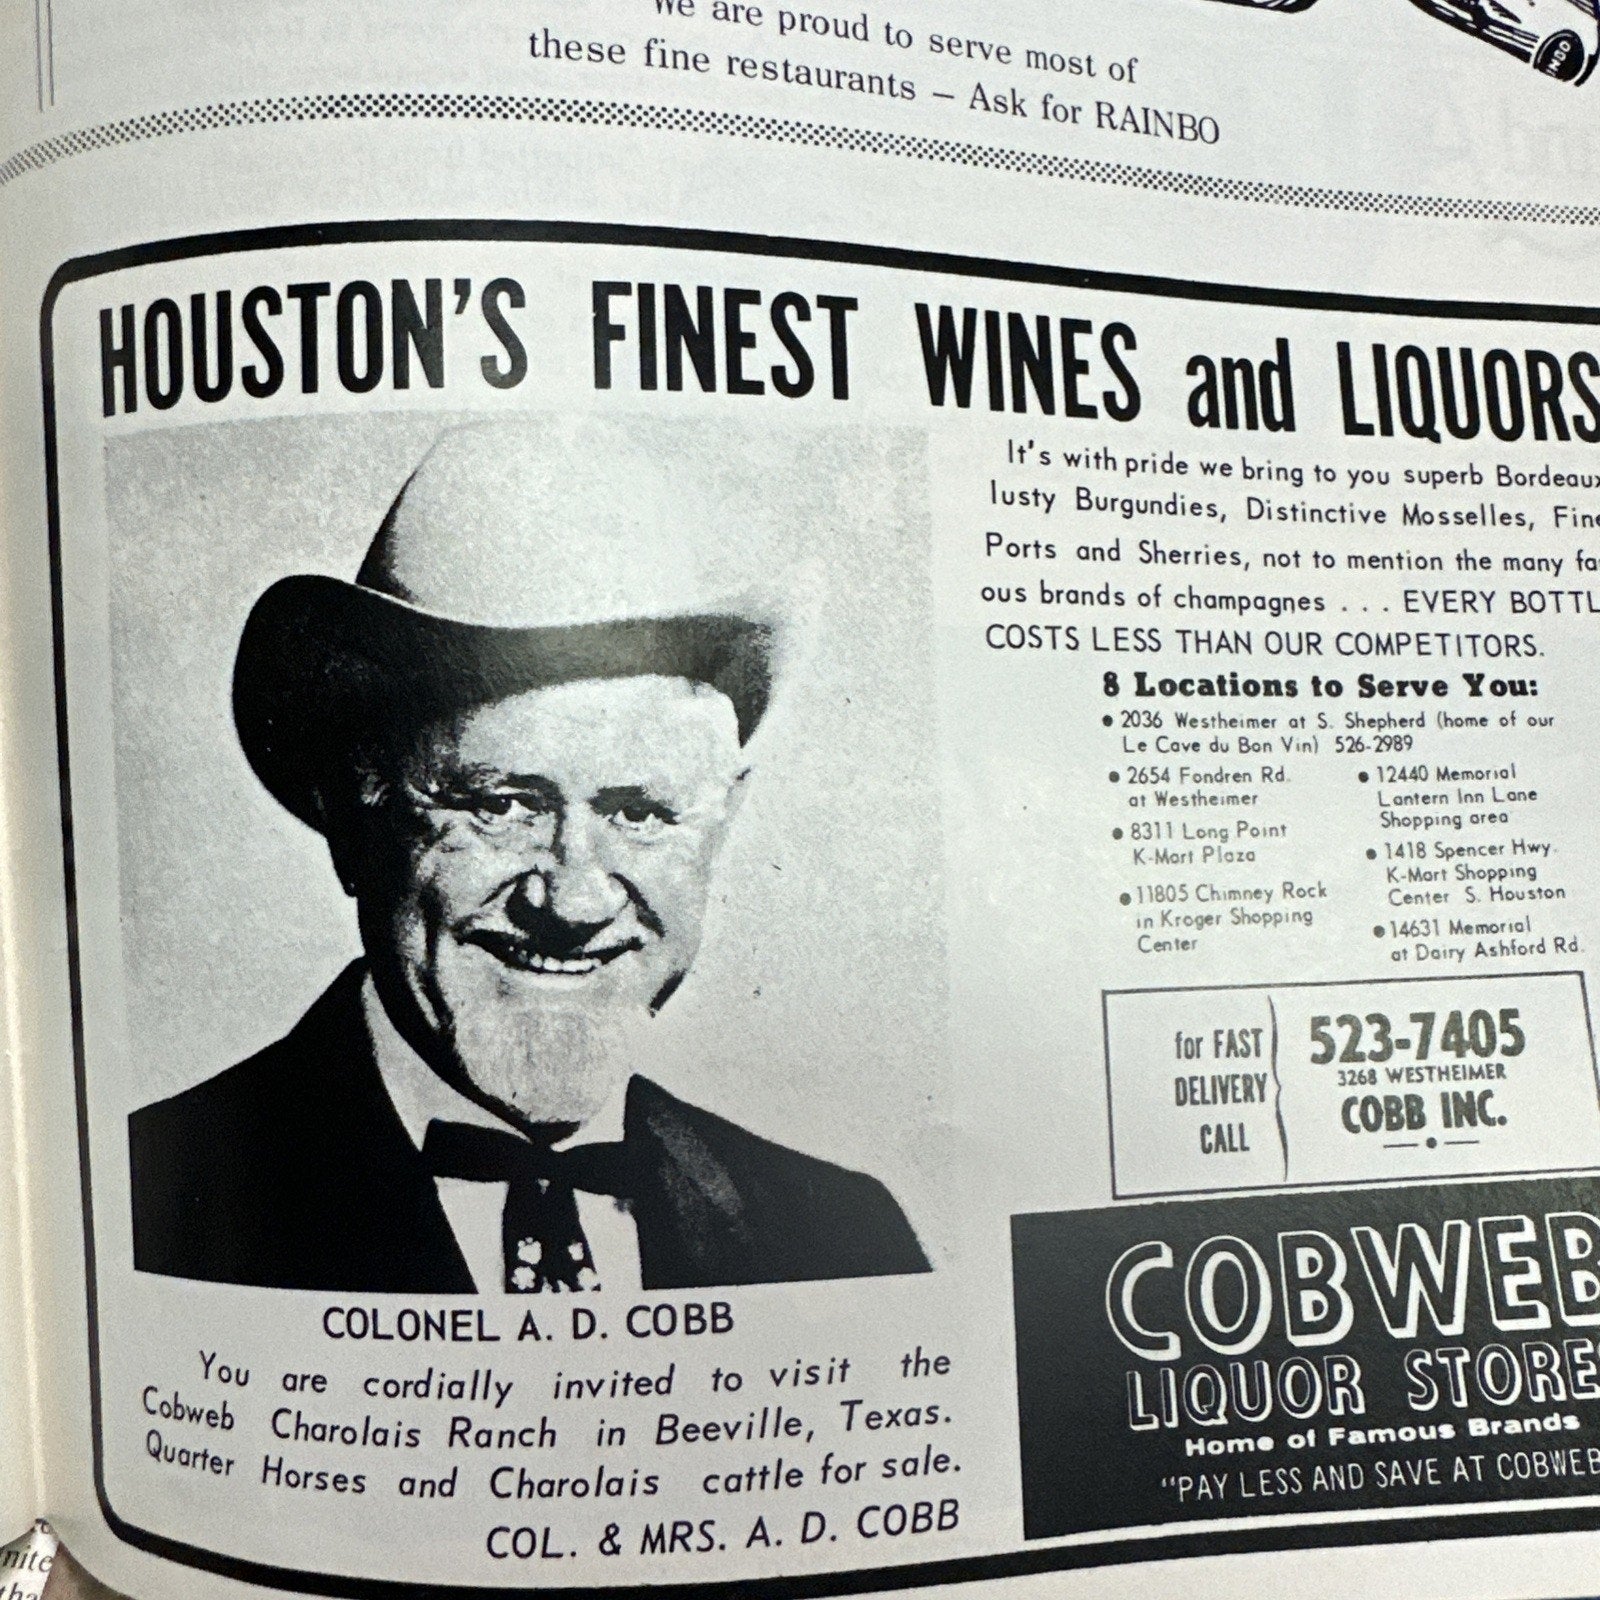 We are proud to serve most of
these fine restaurants – Ask for RAINBO
HOUSTON'S FINEST WINES and LIQUORS
It's with pride we bring to you superb Bordeaux
lusty Burgundies, Distinctive Mosselles, Fine
Ports and Sherries, not to mention the many fa
ous brands of champagnes . . . EVERY BOTTL
COSTS LESS THAN OUR COMPETITORS.
8 Locations to Serve You:
• 2036 Westheimer at S. Shepherd (home of our
Le Cave du Bon Vin) 526-2989
• 2654 Fondren Rd.
at Westheimer
• 8311 Long Point
K-Mart Plaza
• 11805 Chimney Rock
in Kroger Shopping
Center
• 12440 Memorial
Lantern Inn Lane
Shopping area
• 1418 Spencer Hwy.
K-Mart Shopping
Center S. Houston
• 14631 Memorial
at Dairy Ashford Rd.
for FAST
DELIVERY
CALL
523-7405
3268 WESTHEIMER
COBB INC.
COBWEB
LIQUOR STORES
Home of Famous Brands
"PAY LESS AND SAVE AT COBWEB
COLONEL A. D. COBB
You are cordially invited to visit the
Cobweb Charolais Ranch in Beeville, Texas.
Quarter Horses and Charolais cattle for sale.
COL. & MRS. A. D. COBB